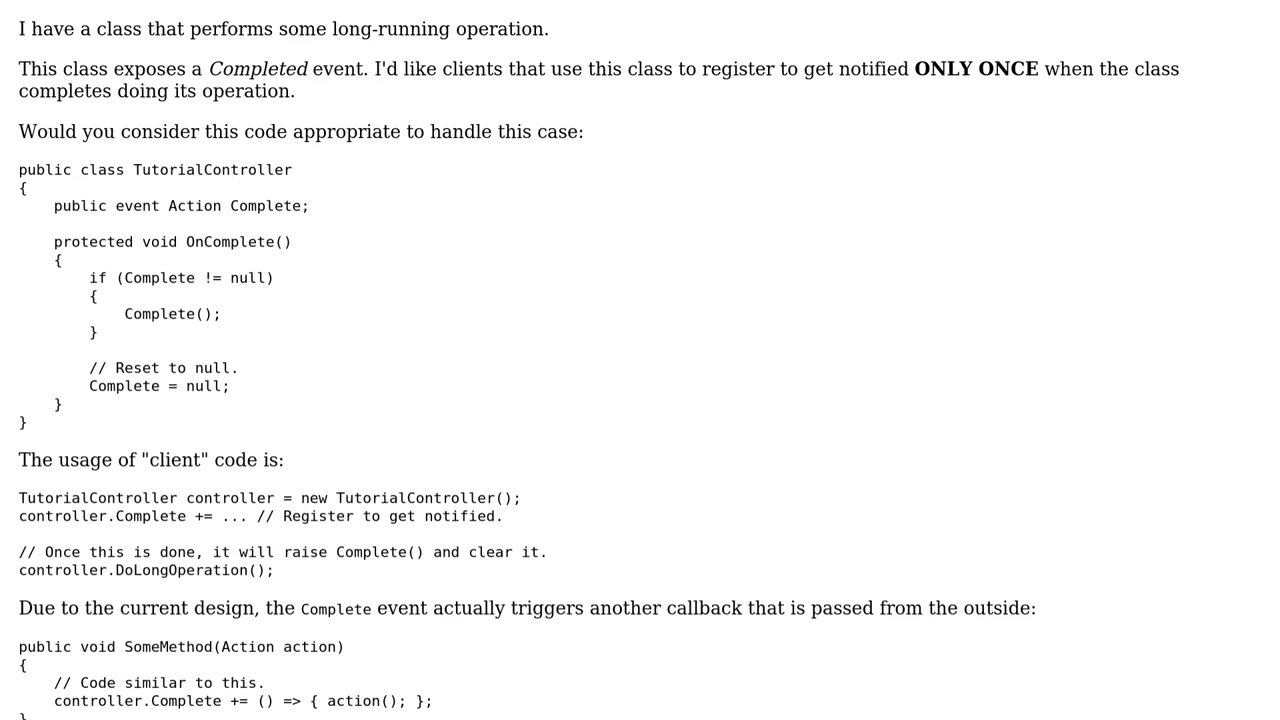 I have a class that performs some long-running operation.
This class exposes a Completed event. I'd like clients that use this class to register to get notified ONLY ONCE when the class
completes doing its operation.
Would you consider this code appropriate to handle this case:
public class TutorialController
{
    public event Action Complete;
    protected void OnComplete()
    {
        if (Complete != null)
        {
            Complete();
        }
        // Reset to null.
        Complete = null;
    }
}
The usage of "client" code is:
TutorialController controller = new TutorialController();
controller.Complete += ... // Register to get notified.
// Once this is done, it will raise Complete() and clear it.
controller.DoLongOperation();
Due to the current design, the Complete event actually triggers another callback that is passed from the outside:
public void SomeMethod(Action action)
{
    // Code similar to this.
    controller.Complete += () => { action(); };
}